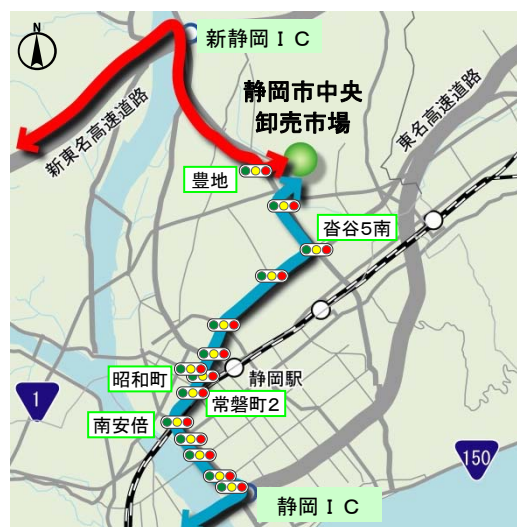 N
新静岡IC
静岡市中央
卸売市場
東名高速道路
新東名高速道路
豊地
沓谷5南
昭和町
静岡駅
1
常磐町2
南安倍
150
静岡IC